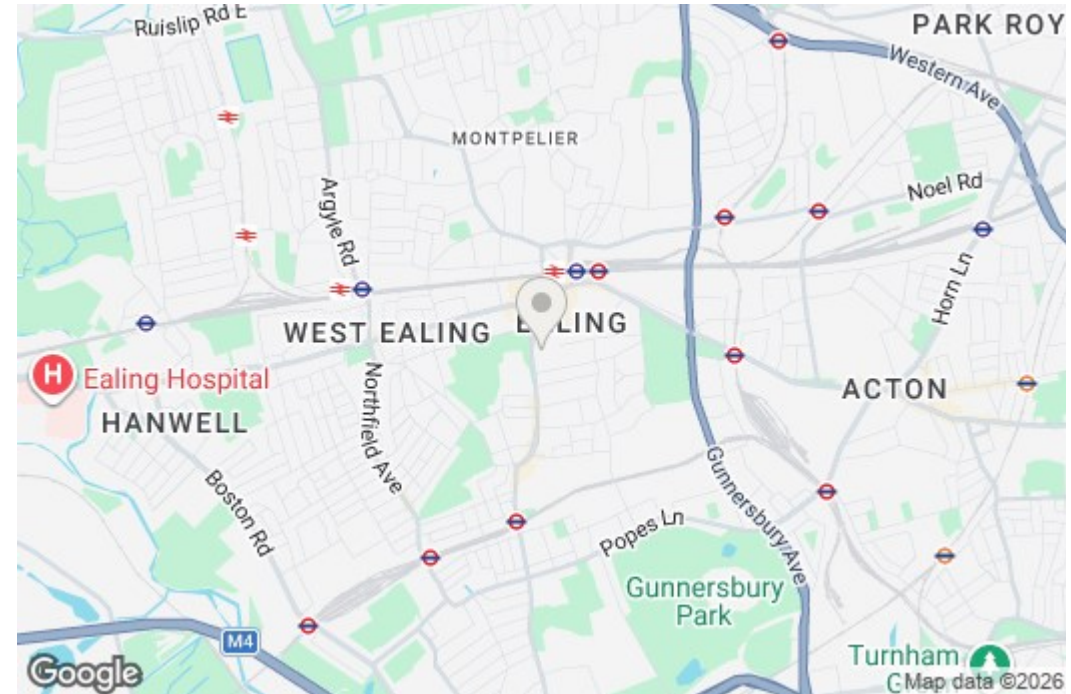 Ruislip Rd E
PARK ROY
Western Ave
MONTPELIER
Noel Rd
Argyle Rd
Horn Ln
WEST EALING
LING
H
Ealing Hospital
ACTON
HANWELL
Northfield Ave
Gunnersbury Ave
Boston Rd
Popes Ln
Gunnersbury
Park
M4
Turnham
G
Google
Map data ©2026